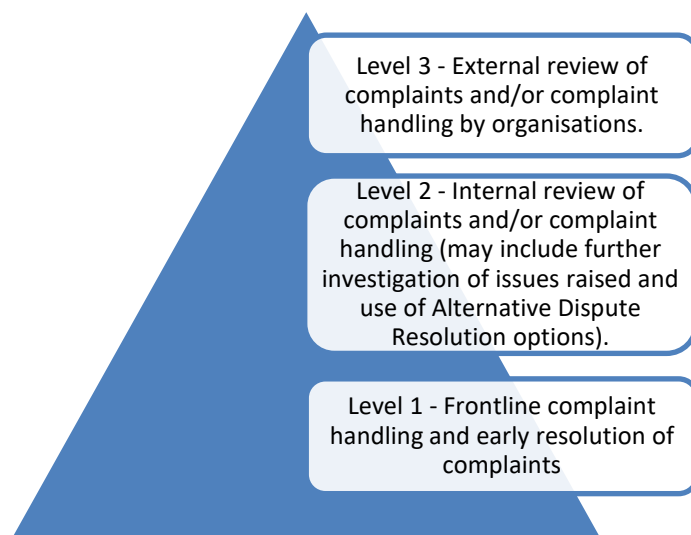 Level 3 - External review of
complaints and/or complaint
handling by organisations.
Level 2 - Internal review of
complaints and/or complaint
handling (may include further
investigation of issues raised and
use of Alternative Dispute
Resolution options).
Level 1 - Frontline complaint
handling and early resolution of
complaints